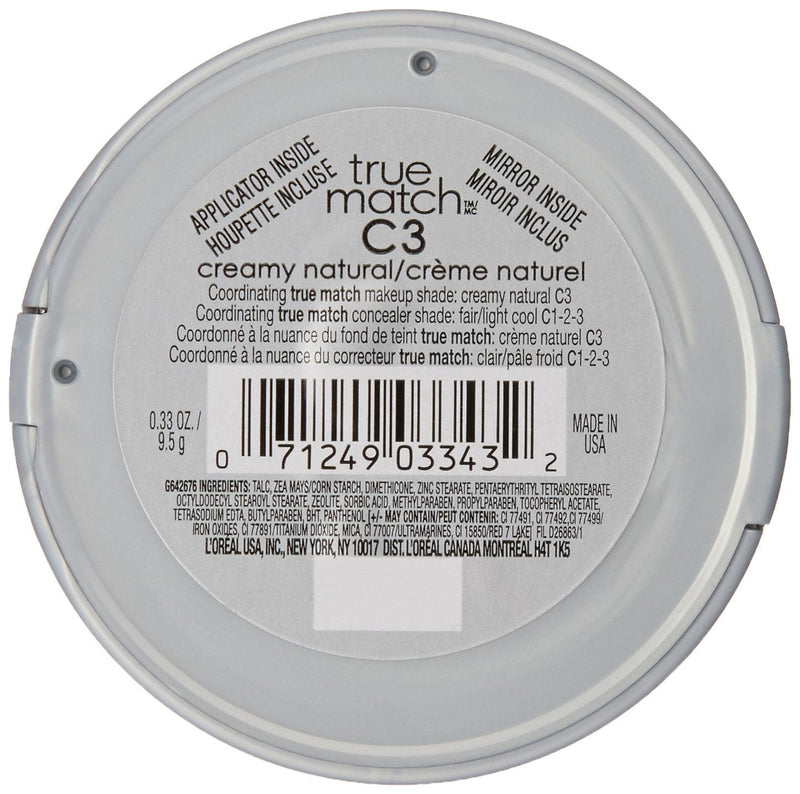 APPLICATOR INSIDE
HOUPETTE INCLUSE
true
match™/MC
MIRROR INSIDE
MIROIR INCLUS
C3
creamy natural/crème naturel
Coordinating true match makeup shade: creamy natural C3
Coordinating true match concealer shade: fair/light cool C1-2-3
Coordonné à la nuance du fond de teint true match: crème naturel C3
Coordonné à la nuance du correcteur true match: clair/pâle froid C1-2-3
0.33 OZ./
9.5 g
0 71249 03343 2
MADE IN
USA
G642676 INGREDIENTS: TALC, ZEA MAYS/CORN STARCH, DIMETHICONE, ZINC STEARATE, PENTAERYTHRITYL TETRAISOSTEARATE,
OCTYLDODECYL STEAROYL STEARATE, ZEOLITE, SORBIC ACID, METHYLPARABEN, PROPYLPARABEN, TOCOPHERYL ACETATE,
TETRASODIUM EDTA, BUTYLPARABEN, BHT, PANTHENOL [+/- MAY CONTAIN/PEUT CONTENIR: CI 77491, CI 77492, CI 77499/
IRON OXIDES, CI 77891/TITANIUM DIOXIDE, MICA, CI 77007/ULTRAMARINES, CI 15850/RED 7 LAKE] FIL D26863/1
L'ORÉAL USA, INC., NEW YORK, NY 10017 DIST. L'ORÉAL CANADA MONTRÉAL H4T 1K5